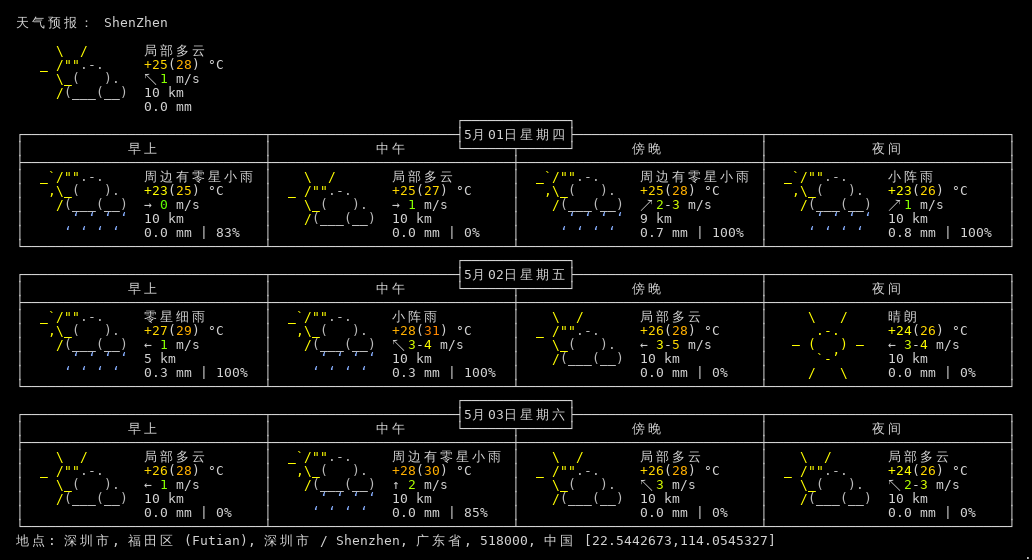 天气预报： ShenZhen
局部多云
+25(28) °C
↖1 m/s
10 km
0.0 mm
5月01日星期四
早上 中午 傍晚 夜间
周边有零星小雨 局部多云 周边有零星小雨 小阵雨
+23(25) °C +25(27) °C +25(28) °C +23(26) °C
→ 0 m/s → 1 m/s ↗2-3 m/s ↗1 m/s
10 km 10 km 9 km 10 km
0.0 mm | 83% 0.0 mm | 0% 0.7 mm | 100% 0.8 mm | 100%
5月02日星期五
早上 中午 傍晚 夜间
零星细雨 小阵雨 局部多云 晴朗
+27(29) °C +28(31) °C +26(28) °C +24(26) °C
← 1 m/s ↖3-4 m/s ← 3-5 m/s ← 3-4 m/s
5 km 10 km 10 km 10 km
0.3 mm | 100% 0.3 mm | 100% 0.0 mm | 0% 0.0 mm | 0%
5月03日星期六
早上 中午 傍晚 夜间
局部多云 周边有零星小雨 局部多云 局部多云
+26(28) °C +28(30) °C +26(28) °C +24(26) °C
← 1 m/s ↑ 2 m/s ↖3 m/s ↖2-3 m/s
10 km 10 km 10 km 10 km
0.0 mm | 0% 0.0 mm | 85% 0.0 mm | 0% 0.0 mm | 0%
地点: 深圳市, 福田区 (Futian), 深圳市 / Shenzhen, 广东省, 518000, 中国 [22.5442673,114.0545327]